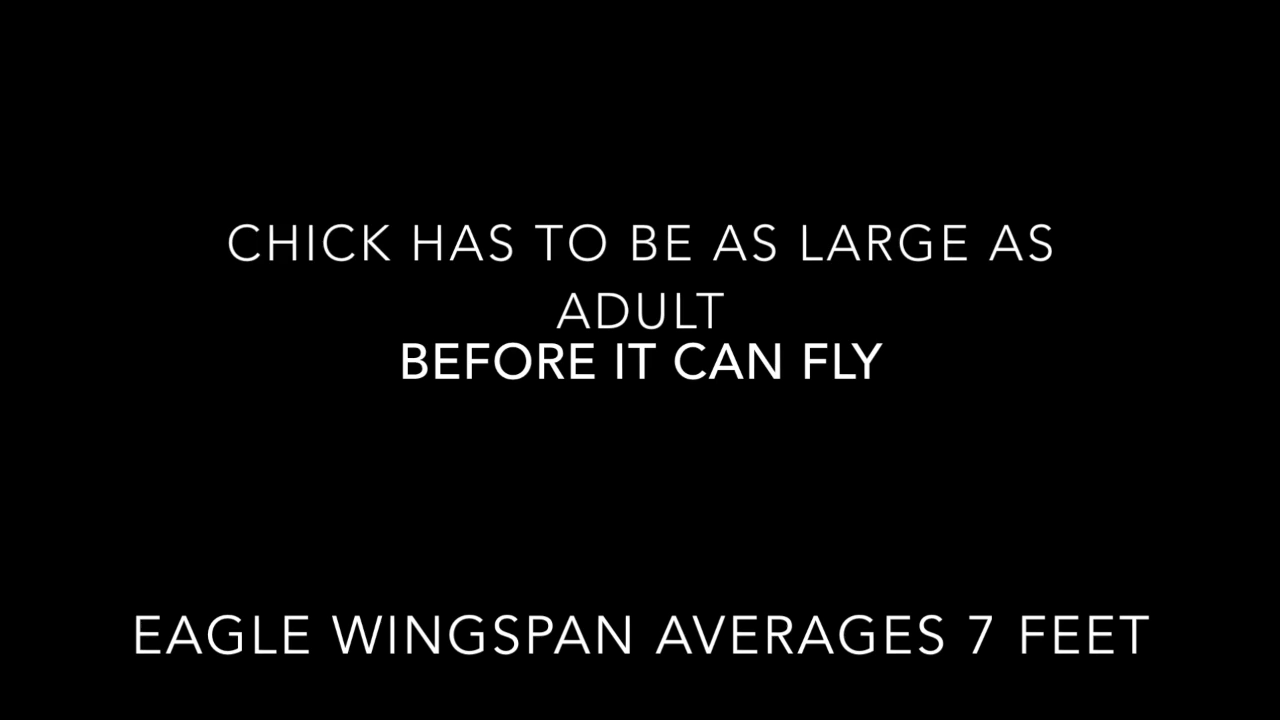 CHICK HAS TO BE AS LARGE AS
ADULT
BEFORE IT CAN FLY
EAGLE WINGSPAN AVERAGES 7 FEET